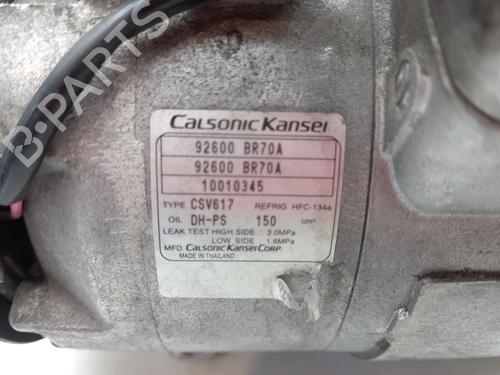 B-PARTS
CALSONIC KANSEI
92600 BR70A
92600 BR70A
10010345
TYPE CSV617 REFRIG HFC-134a
OIL DH-PS 150 cm³
LEAK TEST HIGH SIDE : 3.0MPa
LOW SIDE : 1.6MPa
MFD. CALSONIC KANSEI CORP.
MADE IN THAILAND